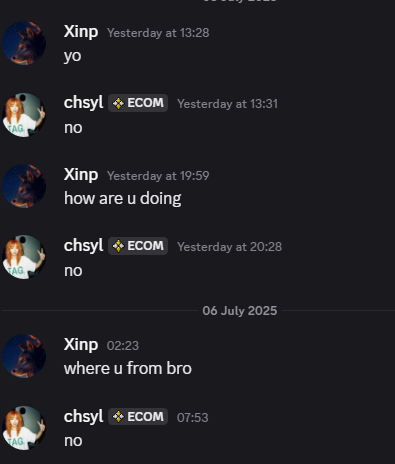 Xinp Yesterday at 13:28
yo
chsyl ECOM Yesterday at 13:31
no
Xinp Yesterday at 19:59
how are u doing
chsyl ECOM Yesterday at 20:28
no
06 July 2025
Xinp 02:23
where u from bro
chsyl ECOM 07:53
no